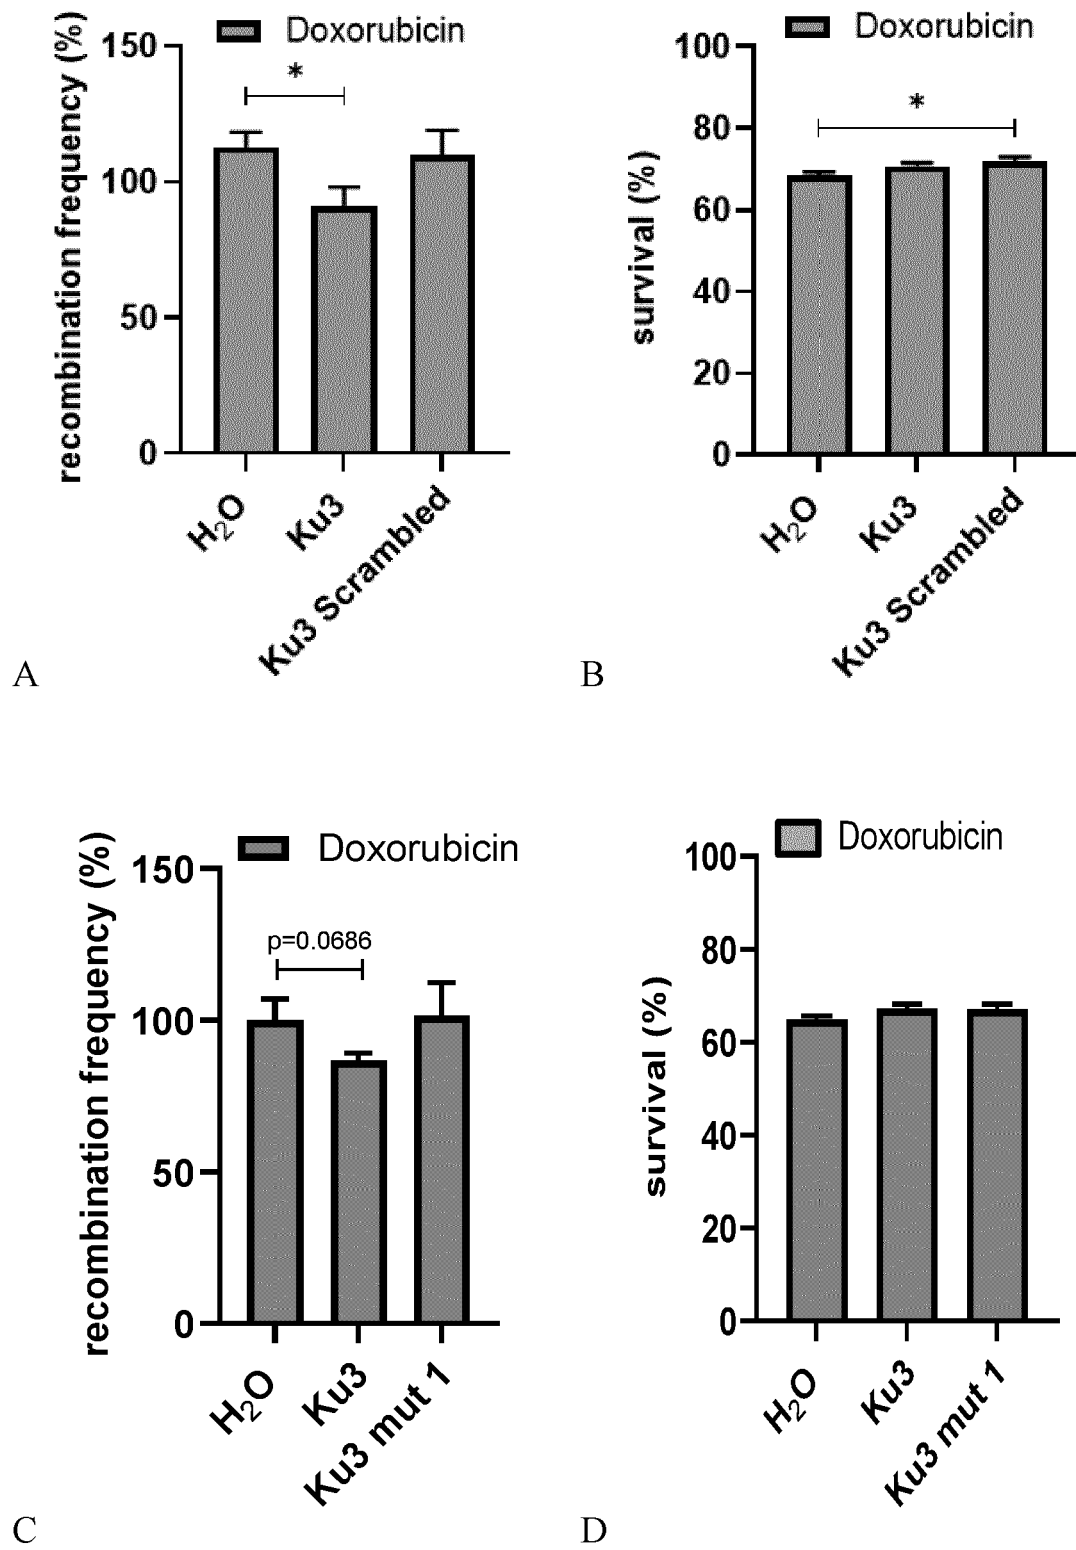 Doxorubicin
recombination frequency (%)
150
100
50
0
*
H₂O
Ku3
Ku3 Scrambled
A
Doxorubicin
survival (%)
100
80
60
40
20
0
*
H₂O
Ku3
Ku3 Scrambled
B
Doxorubicin
recombination frequency (%)
150
100
50
0
p=0.0686
H₂O
Ku3
Ku3 mut 1
C
Doxorubicin
survival (%)
100
80
60
40
20
0
H₂O
Ku3
Ku3 mut 1
D